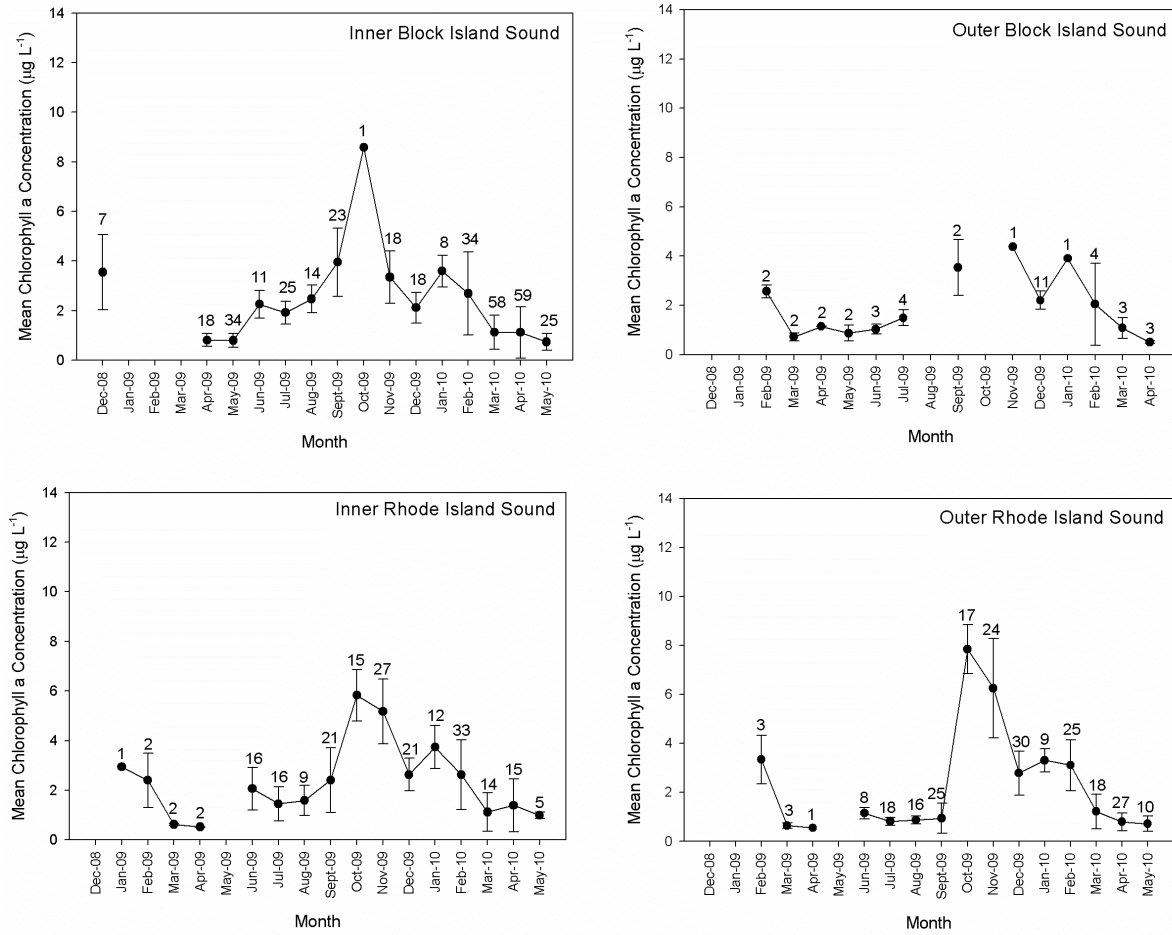 Inner Block Island Sound
Mean Chlorophyll a Concentration (µg L⁻¹)
14
12
10
8
6
4
2
0
7 18 34 11 25 14 23 1 18 18 8 34 58 59 25
Dec-08 Jan-09 Feb-09 Mar-09 Apr-09 May-09 Jun-09 Jul-09 Aug-09 Sept-09 Oct-09 Nov-09 Dec-09 Jan-10 Feb-10 Mar-10 Apr-10 May-10
Month
Outer Block Island Sound
Mean Chlorophyll a Concentration (µg L⁻¹)
14
12
10
8
6
4
2
0
2 2 2 2 3 4 2 1 11 1 4 3 3
Dec-08 Jan-09 Feb-09 Mar-09 Apr-09 May-09 Jun-09 Jul-09 Aug-09 Sept-09 Oct-09 Nov-09 Dec-09 Jan-10 Feb-10 Mar-10 Apr-10
Month
Inner Rhode Island Sound
Mean Chlorophyll a Concentration (µg L⁻¹)
14
12
10
8
6
4
2
0
1 2 2 2 16 16 9 21 15 27 21 12 33 14 15 5
Dec-08 Jan-09 Feb-09 Mar-09 Apr-09 May-09 Jun-09 Jul-09 Aug-09 Sept-09 Oct-09 Nov-09 Dec-09 Jan-10 Feb-10 Mar-10 Apr-10 May-10
Month
Outer Rhode Island Sound
Mean Chlorophyll a Concentration (µg L⁻¹)
14
12
10
8
6
4
2
0
3 3 1 8 18 16 25 17 24 30 9 25 18 27 10
Dec-08 Jan-09 Feb-09 Mar-09 Apr-09 May-09 Jun-09 Jul-09 Aug-09 Sept-09 Oct-09 Nov-09 Dec-09 Jan-10 Feb-10 Mar-10 Apr-10 May-10
Month